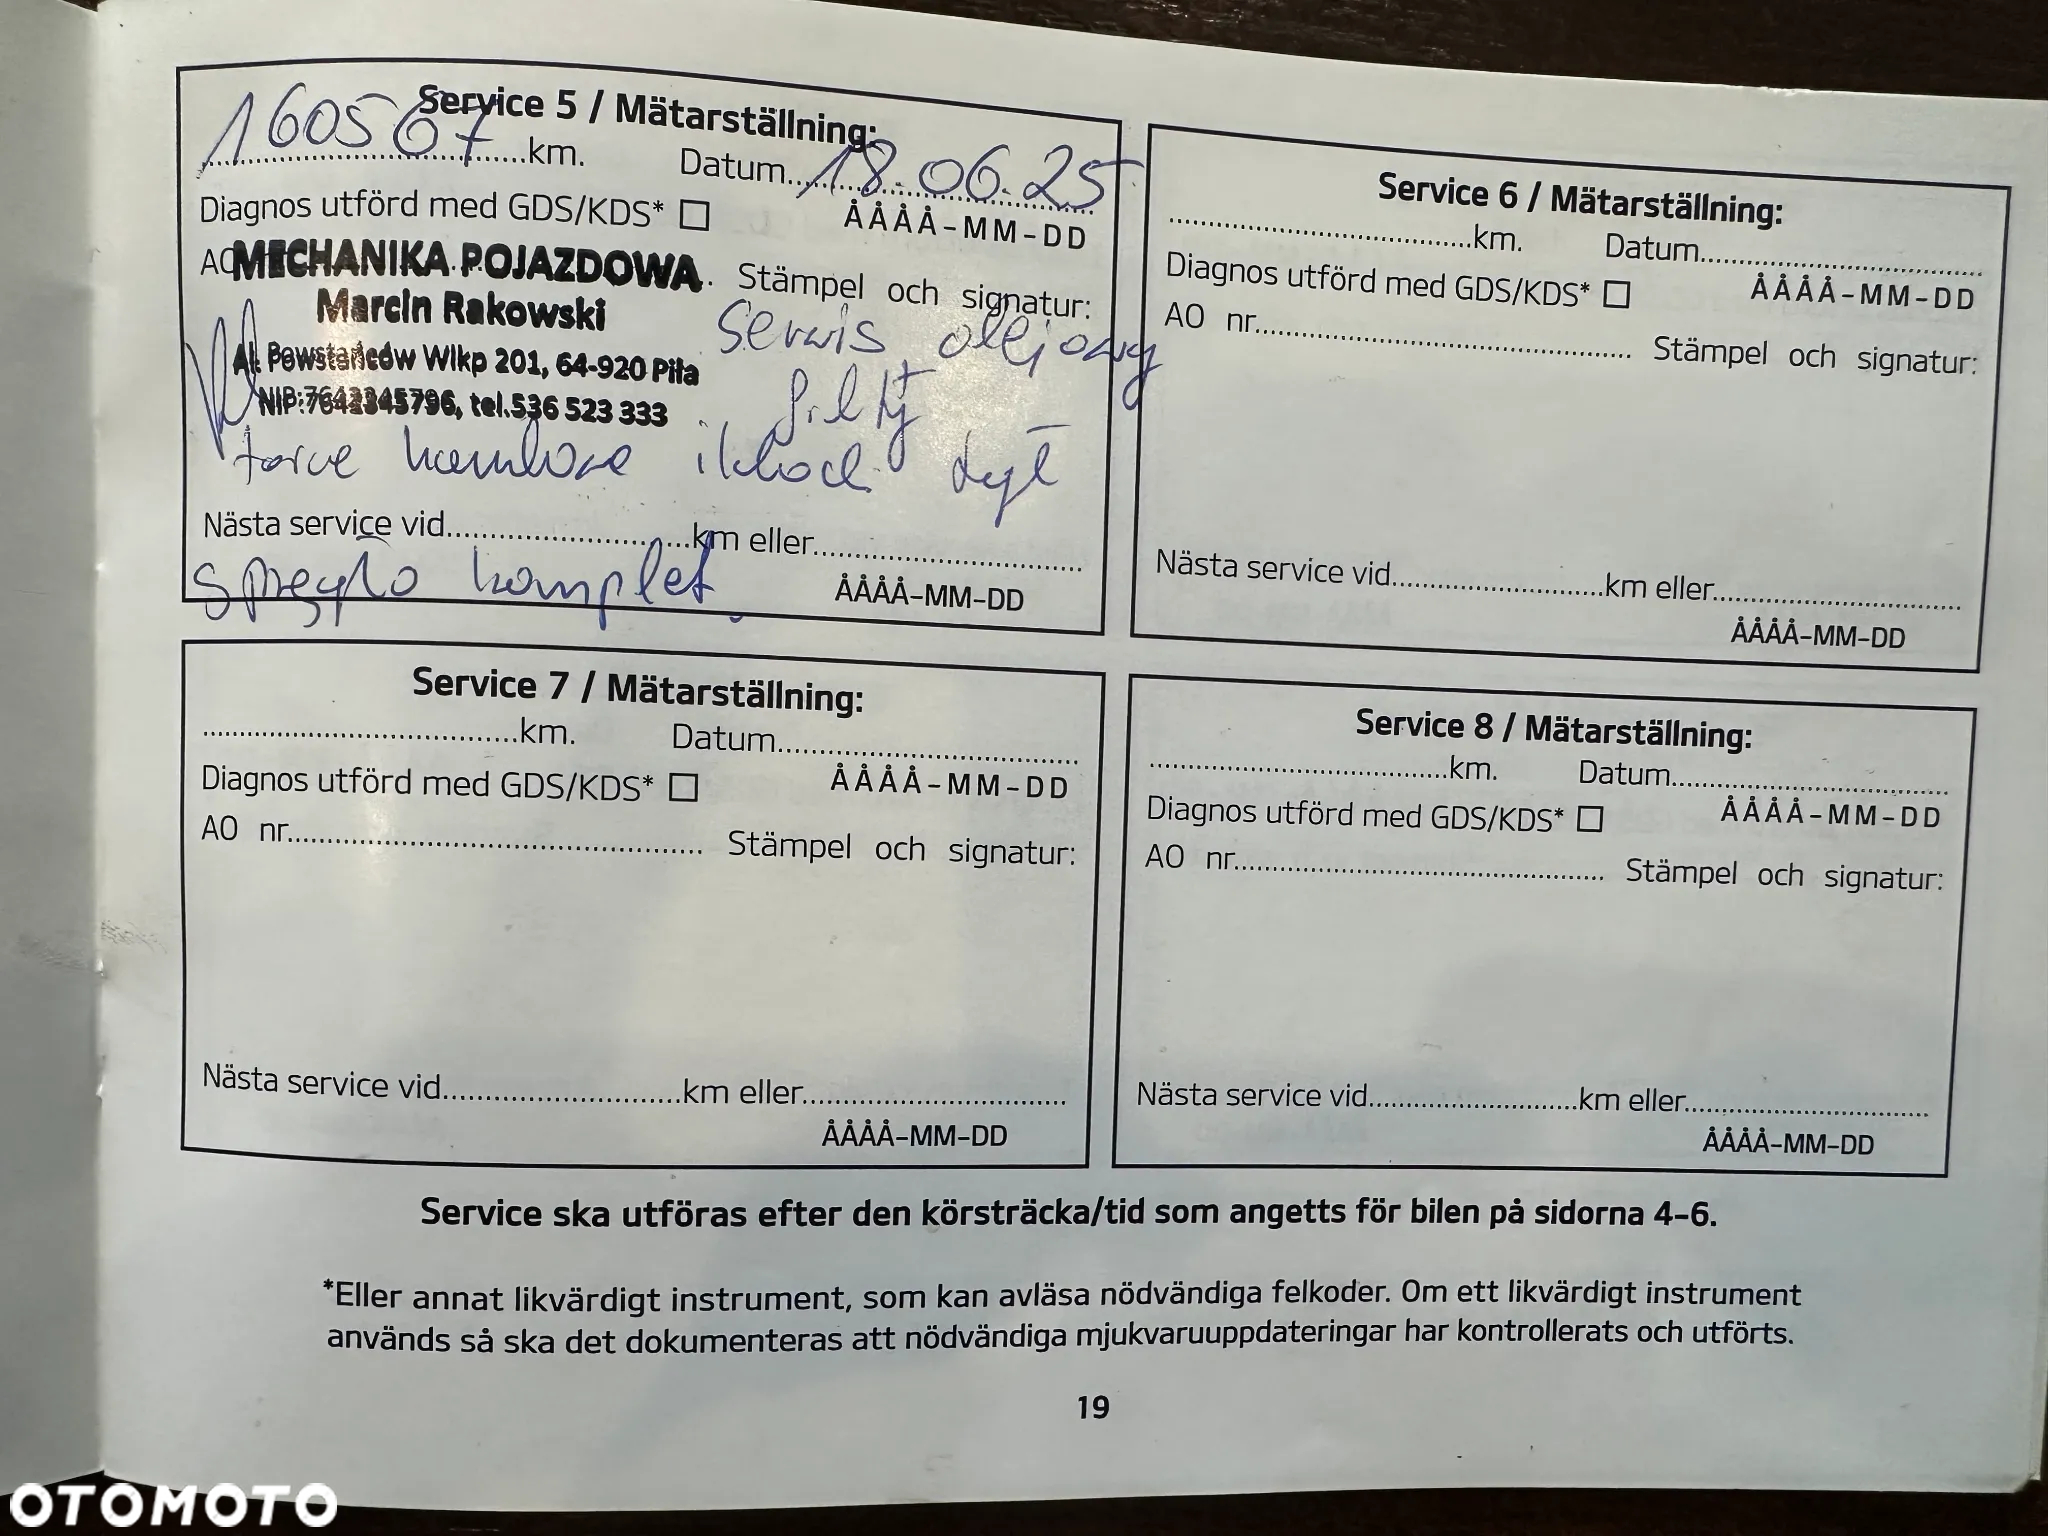 Service 5 / Mätarställning:
160567 km. Datum 18.06.25
Diagnos utförd med GDS/KDS* ☐ ÅÅÅÅ-MM-DD
AO
MECHANIKA POJAZDOWA
Stämpel och signatur:
Marcin Rakowski
Serwis olejowy
Al. Powstańców Wlkp 201, 64-920 Piła
filtry
NIP:7642345796, tel.536 523 333
tarcze klocki tył
Nästa service vid....................km eller....................
sprzęgło komplet
ÅÅÅÅ-MM-DD
Service 6 / Mätarställning:
....................km. Datum....................
Diagnos utförd med GDS/KDS* ☐ ÅÅÅÅ-MM-DD
AO nr.................... Stämpel och signatur:
Nästa service vid....................km eller....................
ÅÅÅÅ-MM-DD
Service 7 / Mätarställning:
....................km. Datum....................
Diagnos utförd med GDS/KDS* ☐ ÅÅÅÅ-MM-DD
AO nr.................... Stämpel och signatur:
Nästa service vid....................km eller....................
ÅÅÅÅ-MM-DD
Service 8 / Mätarställning:
....................km. Datum....................
Diagnos utförd med GDS/KDS* ☐ ÅÅÅÅ-MM-DD
AO nr.................... Stämpel och signatur:
Nästa service vid....................km eller....................
ÅÅÅÅ-MM-DD
Service ska utföras efter den körsträcka/tid som angetts för bilen på sidorna 4-6.
*Eller annat likvärdigt instrument, som kan avläsa nödvändiga felkoder. Om ett likvärdigt instrument
används så ska det dokumenteras att nödvändiga mjukvaruuppdateringar har kontrollerats och utförts.
19
OTOMOTO